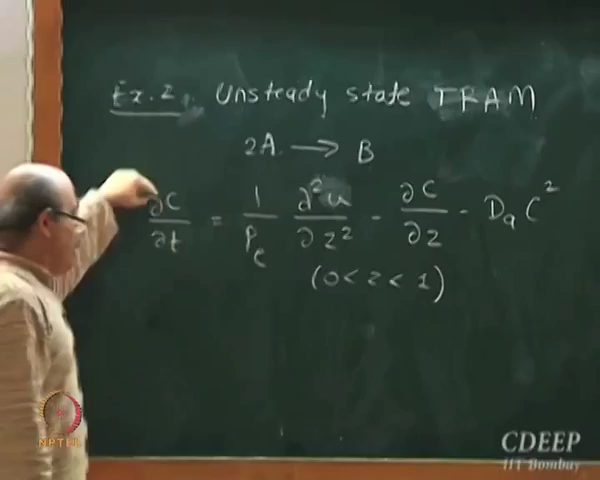 Ex. 2. Unsteady state TRAM
2A → B
∂C/∂t = 1/Pe ∂²u/∂z² - ∂C/∂z - Da C²
(0 < z < 1)
NPTEL
CDEEP
IIT Bombay